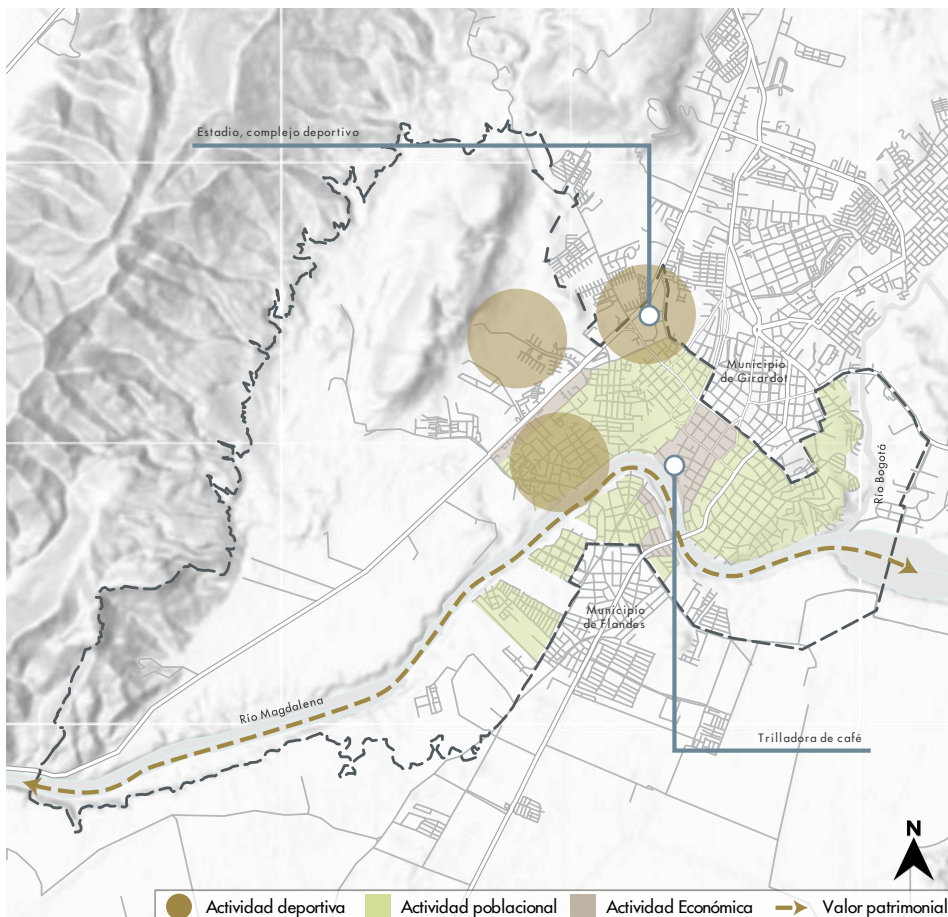 Estadio, complejo deportivo
Municipio
de Girardot
Río Bogotá
Municipio
de Flandes
Río Magdalena
Trilladora de café
N
Actividad deportiva
Actividad poblacional
Actividad Económica
Valor patrimonial